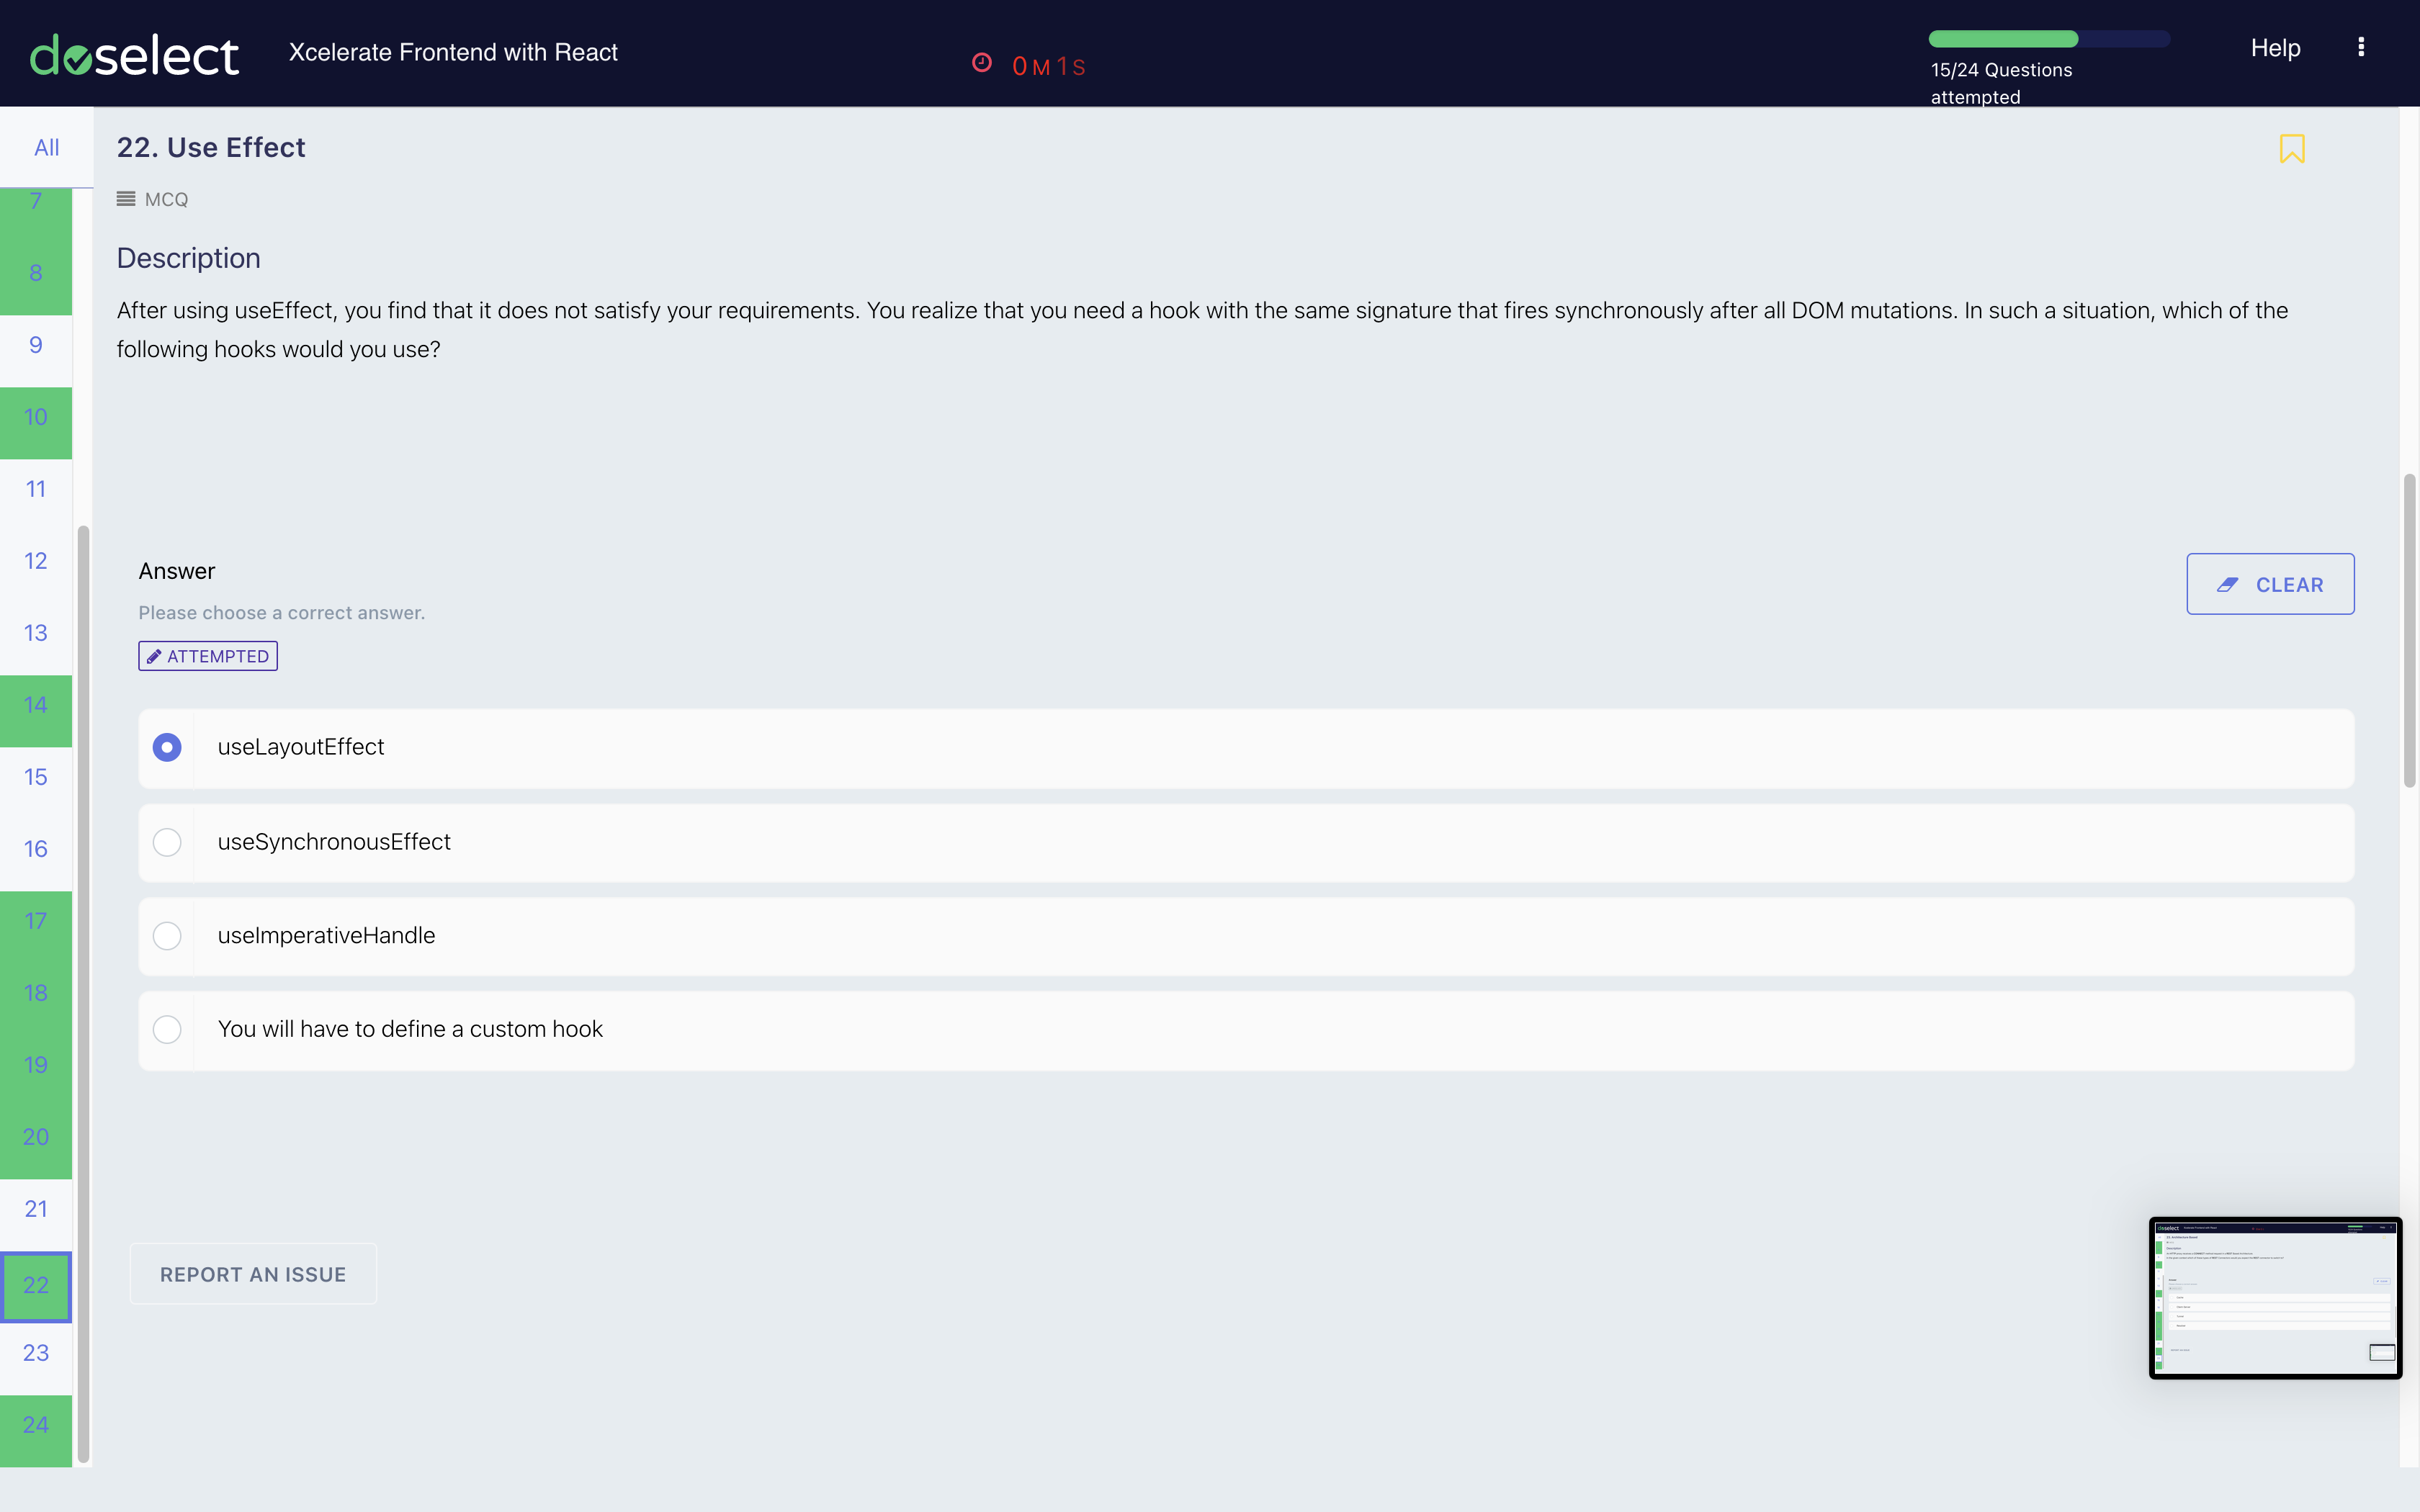 doselect
Xcelerate Frontend with React
0 M 1 S
15/24 Questions
attempted
Help
All
7
8
9
10
11
12
13
14
15
16
17
18
19
20
21
22
23
24
22. Use Effect
MCQ
Description
After using useEffect, you find that it does not satisfy your requirements. You realize that you need a hook with the same signature that fires synchronously after all DOM mutations. In such a situation, which of the
following hooks would you use?
Answer
Please choose a correct answer.
CLEAR
ATTEMPTED
useLayoutEffect
useSynchronousEffect
useImperativeHandle
You will have to define a custom hook
REPORT AN ISSUE